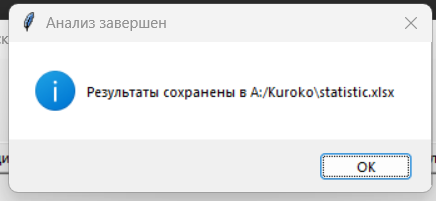 Анализ завершен
Результаты сохранены в A:/Kuroko\statistic.xlsx
OK